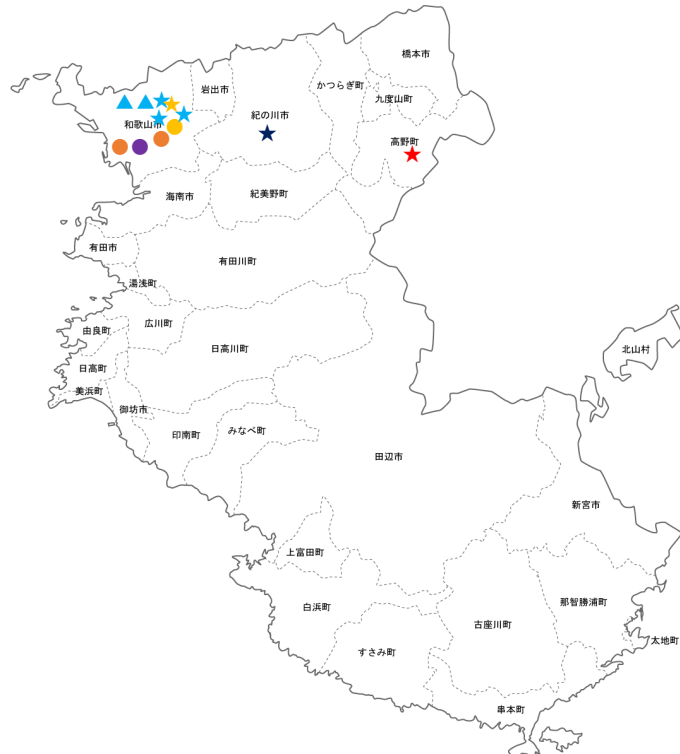 橋本市
かつらぎ町
岩出市
九度山町
紀の川市
和歌山市
高野町
海南市
紀美野町
有田市
有田川町
湯浅町
広川町
由良町
日高川町
北山村
日高町
美浜町
御坊市
みなべ町
印南町
田辺市
新宮市
上富田町
那智勝浦町
白浜町
古座川町
太地町
すさみ町
串本町